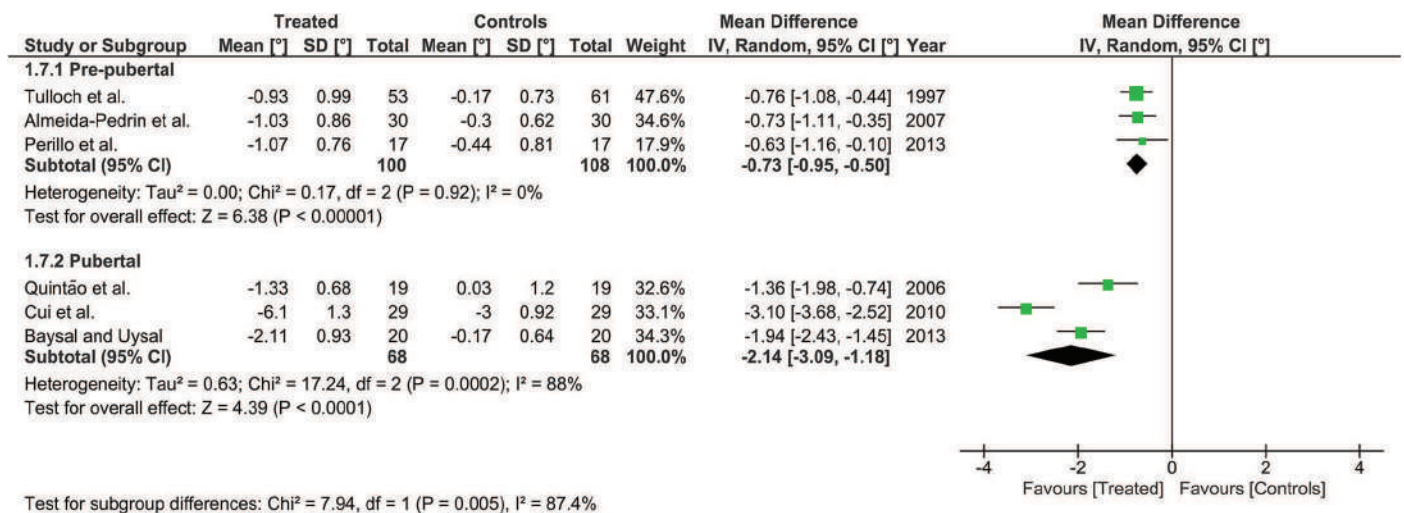 Treated Controls Mean Difference Mean Difference
Study or Subgroup Mean [°] SD [°] Total Mean [°] SD [°] Total Weight IV, Random, 95% CI [°] Year IV, Random, 95% CI [°]
1.7.1 Pre-pubertal
Tulloch et al. -0.93 0.99 53 -0.17 0.73 61 47.6% -0.76 [-1.08, -0.44] 1997
Almeida-Pedrin et al. -1.03 0.86 30 -0.3 0.62 30 34.6% -0.73 [-1.11, -0.35] 2007
Perillo et al. -1.07 0.76 17 -0.44 0.81 17 17.9% -0.63 [-1.16, -0.10] 2013
Subtotal (95% CI) 100 108 100.0% -0.73 [-0.95, -0.50]
Heterogeneity: Tau² = 0.00; Chi² = 0.17, df = 2 (P = 0.92); I² = 0%
Test for overall effect: Z = 6.38 (P < 0.00001)
1.7.2 Pubertal
Quintão et al. -1.33 0.68 19 0.03 1.2 19 32.6% -1.36 [-1.98, -0.74] 2006
Cui et al. -6.1 1.3 29 -3 0.92 29 33.1% -3.10 [-3.68, -2.52] 2010
Baysal and Uysal -2.11 0.93 20 -0.17 0.64 20 34.3% -1.94 [-2.43, -1.45] 2013
Subtotal (95% CI) 68 68 100.0% -2.14 [-3.09, -1.18]
Heterogeneity: Tau² = 0.63; Chi² = 17.24, df = 2 (P = 0.0002); I² = 88%
Test for overall effect: Z = 4.39 (P < 0.0001)
-4 -2 0 2 4
Favours [Treated] Favours [Controls]
Test for subgroup differences: Chi² = 7.94, df = 1 (P = 0.005), I² = 87.4%